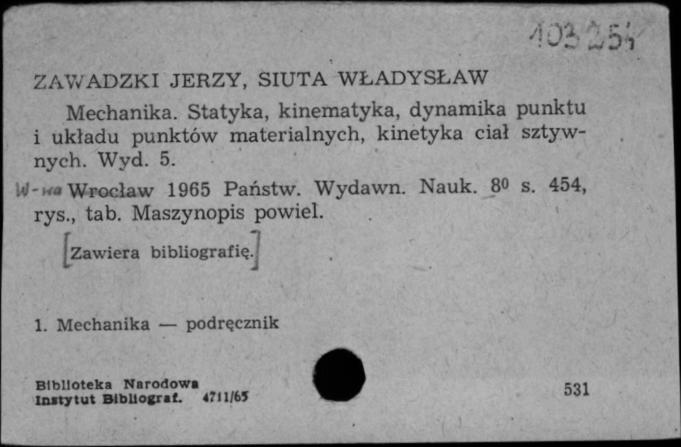 103254
ZAWADZKI JERZY, SIUTA WŁADYSŁAW
Mechanika. Statyka, kinematyka, dynamika punktu
i układu punktów materialnych, kinetyka ciał sztyw-
nych. Wyd. 5.
W-wa Wrocław 1965 Państw. Wydawn. Nauk. 8⁰ s. 454,
rys., tab. Maszynopis powiel.
[Zawiera bibliografię.]
1. Mechanika — podręcznik
Biblioteka Narodowa
Instytut Bibliograf. 4711/65
531